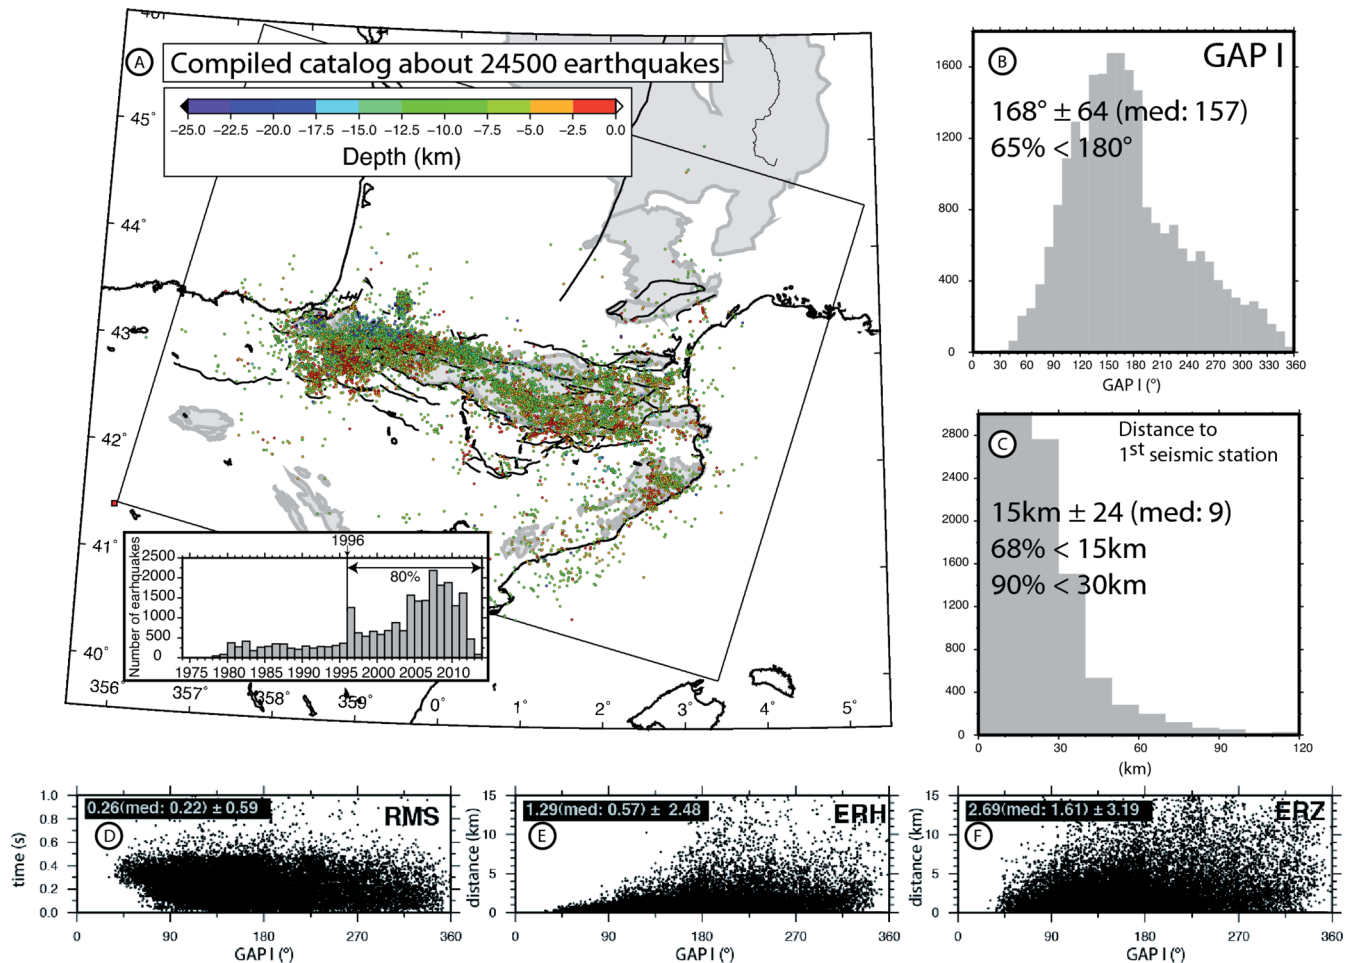 A
Compiled catalog about 24500 earthquakes
−25.0 −22.5 −20.0 −17.5 −15.0 −12.5 −10.0 −7.5 −5.0 −2.5 0.0
Depth (km)
45°
44°
43°
42°
41°
40°
356° 357° 358° 359° 0° 1° 2° 3° 4° 5°
1996
80%
Number of earhquakes
2500
2000
1500
1000
500
0
1975 1980 1985 1990 1995 2000 2005 2010
B
GAP I
168° ± 64 (med: 157)
65% < 180°
1600
1200
800
400
0
0 30 60 90 120 150 180 210 240 270 300 330 360
GAP I (°)
C
Distance to
1st seismic station
15km ± 24 (med: 9)
68% < 15km
90% < 30km
2800
2400
2000
1600
1200
800
400
0
0 30 60 90 120
(km)
0.26(med: 0.22) ± 0.59
RMS
D
time (s)
1.0
0.8
0.6
0.4
0.2
0.0
0 90 180 270 360
GAP I (°)
1.29(med: 0.57) ± 2.48
ERH
E
distance (km)
15
10
5
0
0 90 180 270 360
GAP I (°)
2.69(med: 1.61) ± 3.19
ERZ
F
distance (km)
15
10
5
0
0 90 180 270 360
GAP I (°)